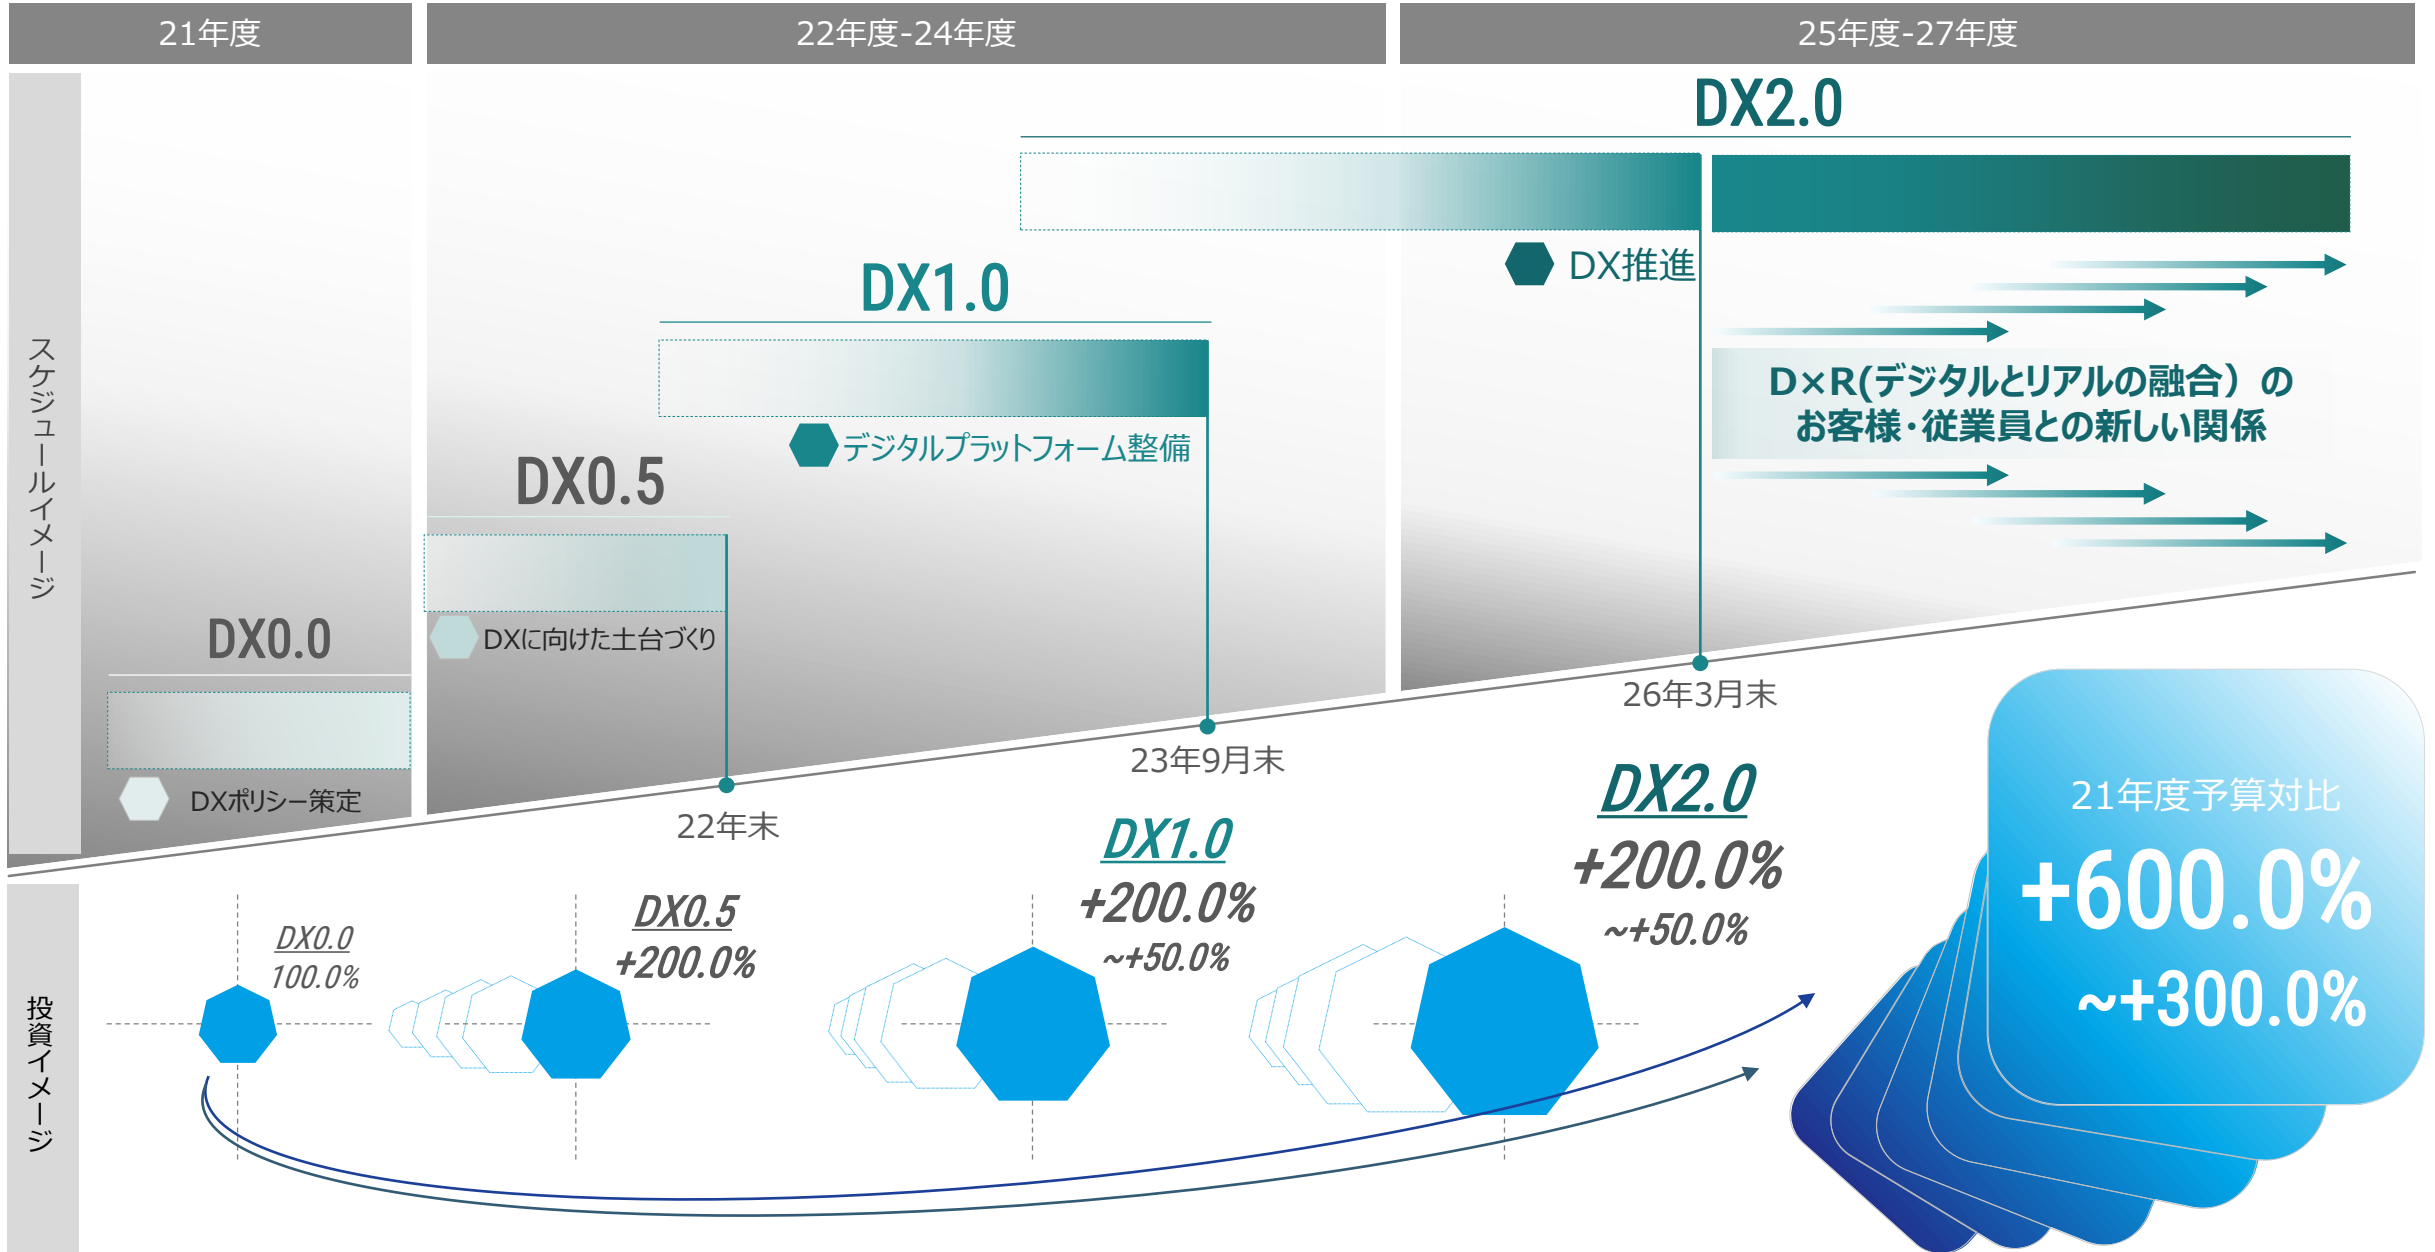 21年度
22年度-24年度
25年度-27年度
スケジュールイメージ
DX2.0
DX推進
DX1.0
デジタルプラットフォーム整備
D×R(デジタルとリアルの融合）の
お客様・従業員との新しい関係
DX0.5
DXに向けた土台づくり
DX0.0
DXポリシー策定
26年3月末
23年9月末
22年末
投資イメージ
DX0.0
100.0%
DX0.5
+200.0%
DX1.0
+200.0%
~+50.0%
DX2.0
+200.0%
~+50.0%
21年度予算対比
+600.0%
~+300.0%